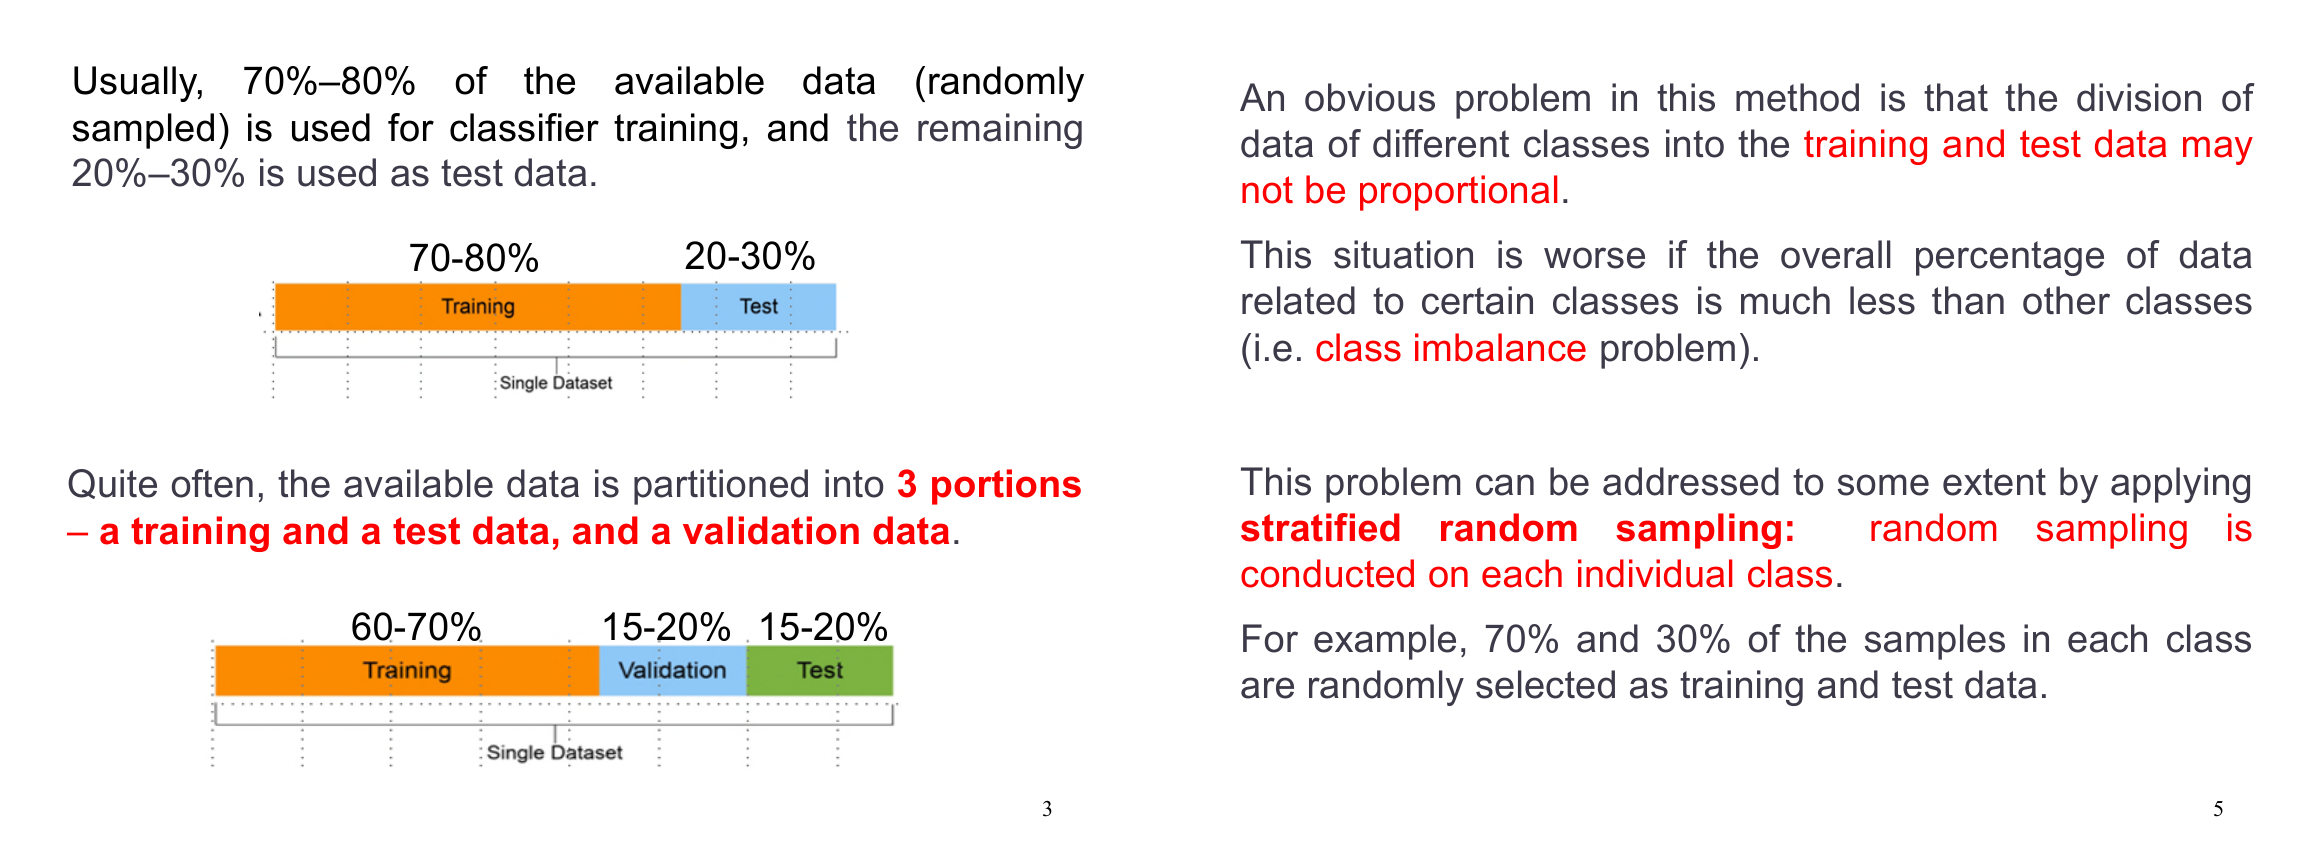 Usually, 70%–80% of the available data (randomly
sampled) is used for classifier training, and the remaining
20%–30% is used as test data.
70-80% 20-30%
Training Test
Single Dataset
Quite often, the available data is partitioned into 3 portions
– a training and a test data, and a validation data.
60-70% 15-20% 15-20%
Training Validation Test
Single Dataset
3
An obvious problem in this method is that the division of
data of different classes into the training and test data may
not be proportional.
This situation is worse if the overall percentage of data
related to certain classes is much less than other classes
(i.e. class imbalance problem).
This problem can be addressed to some extent by applying
stratified random sampling: random sampling is
conducted on each individual class.
For example, 70% and 30% of the samples in each class
are randomly selected as training and test data.
5